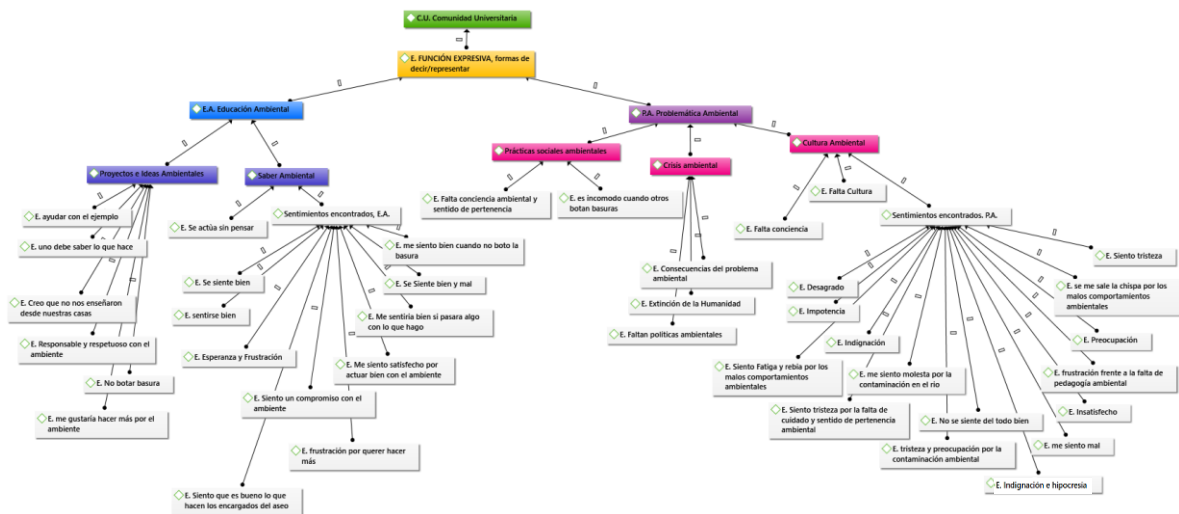 C.U. Comunidad Universitaria
E. FUNCIÓN EXPRESIVA, formas de
decir/representar
E.A. Educación Ambiental
P.A. Problemática Ambiental
Proyectos e Ideas Ambientales
Saber Ambiental
Prácticas sociales ambientales
Crisis ambiental
Cultura Ambiental
E. ayudar con el ejemplo
E. uno debe saber lo que hace
E. Creo que no nos enseñaron
desde nuestras casas
E. Responsable y respetuoso con el
ambiente
E. No botar basura
E. me gustaría hacer más por el
ambiente
E. Se actùa sin pensar
Sentimientos encontrados, E.A.
E. me siento bien cuando no boto la
basura
E. Se siente bien
E. Se Siente bien y mal
E. sentirse bien
E. Me sentiria bien si pasara algo
con lo que hago
E. Esperanza y Frustración
E. Me siento satisfecho por
actuar bien con el ambiente
E. Siento un compromiso con el
ambiente
E. frustración por querer hacer
más
E. Siento que es bueno lo que
hacen los encargados del aseo
E. Falta conciencia ambiental y
sentido de pertenencia
E. es incomodo cuando otros
botan basuras
E. Consecuencias del problema
ambiental
E. Extinción de la Humanidad
E. Faltan políticas ambientales
E. Falta Cultura
E. Falta conciencia
Sentimientos encontrados. P.A.
E. Siento tristeza
E. Desagrado
E. se me sale la chispa por los
malos comportamientos
ambientales
E. Impotencia
E. Indignación
E. Preocupación
E. Siento Fatiga y rebia por los
malos comportamientos
ambientales
E. me siento molesta por la
contaminación en el rio
E. frustración frente a la falta de
pedagogía ambiental
E. Siento tristeza por la falta de
cuidado y sentido de pertenencia
ambiental
E. No se siente del todo bien
E. Insatisfecho
E. tristeza y preocupación por la
contaminación ambiental
E. me siento mal
E. Indignación e hipocresía